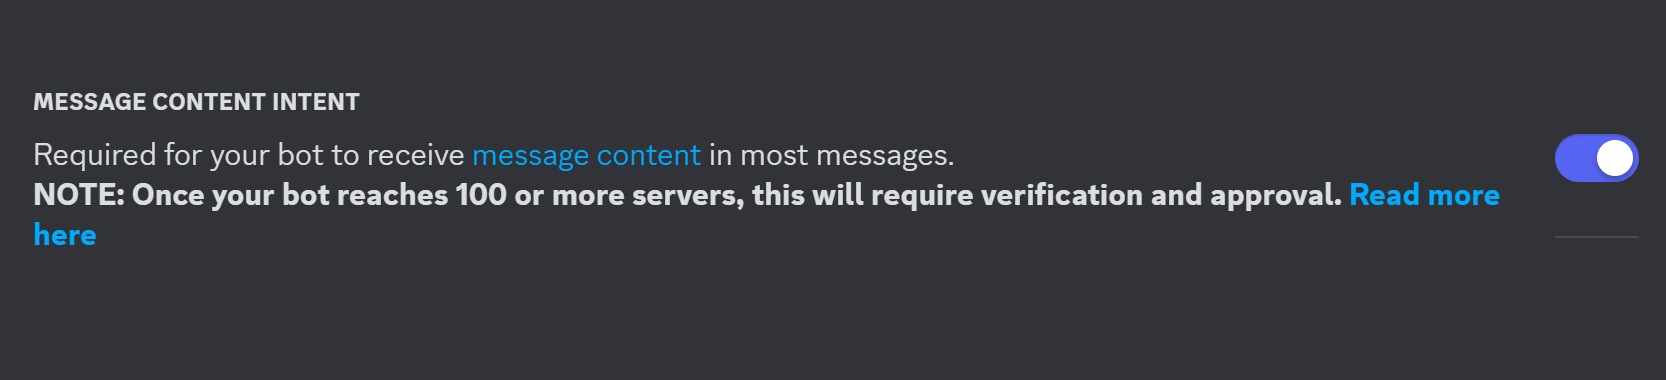 MESSAGE CONTENT INTENT
Required for your bot to receive message content in most messages.
NOTE: Once your bot reaches 100 or more servers, this will require verification and approval. Read more
here